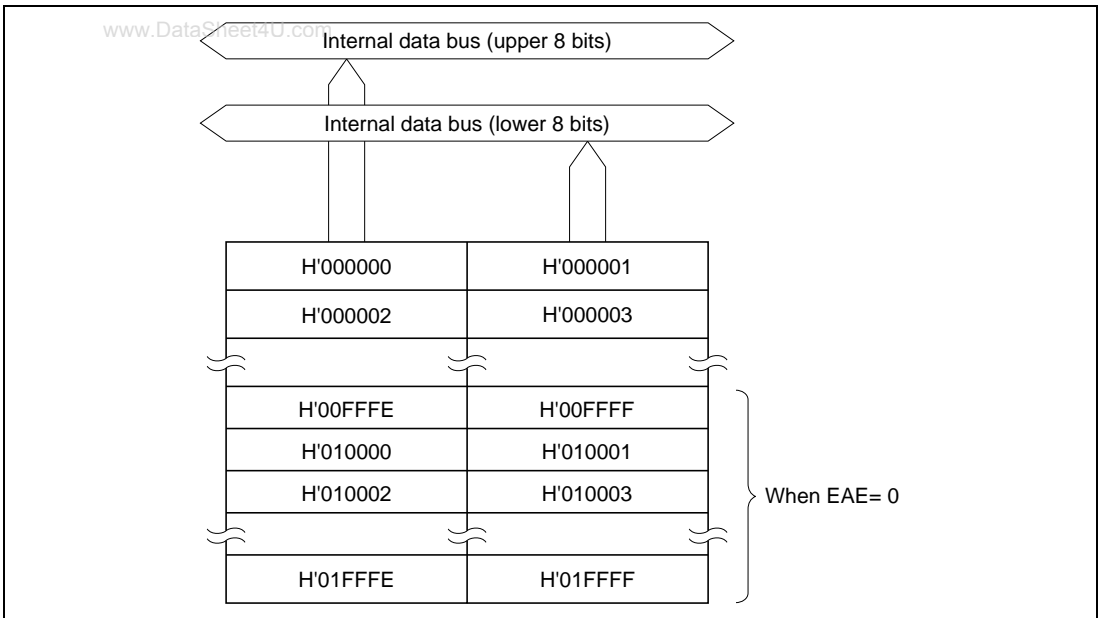 www.DataSheet4U.com
Internal data bus (upper 8 bits)
Internal data bus (lower 8 bits)
H'000000 H'000001
H'000002 H'000003
H'00FFFE H'00FFFF
H'010000 H'010001
H'010002 H'010003
When EAE= 0
H'01FFFE H'01FFFF